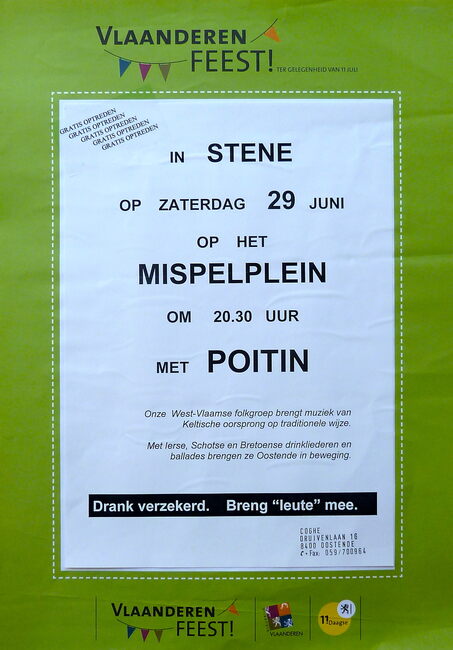 VLAANDEREN
FEEST!
TER GELEGENHEID VAN 11 JULI
GRATIS OPTREDEN
GRATIS OPTREDEN
GRATIS OPTREDEN
GRATIS OPTREDEN
GRATIS OPTREDEN
IN STENE
OP ZATERDAG 29 JUNI
OP HET
MISPELPLEIN
OM 20.30 UUR
MET POITIN
Onze West-Vlaamse folkgroep brengt muziek van
Keltische oorsprong op traditionele wijze.
Met Ierse, Schotse en Bretoense drinkliederen en
ballades brengen ze Oostende in beweging.
Drank verzekerd. Breng “leute” mee.
COGHE
DRUIVENLAAN 16
8400 OOSTENDE
✆ - Fax: 059/700964
VLAANDEREN
FEEST!
VLAANDEREN
11Daagse